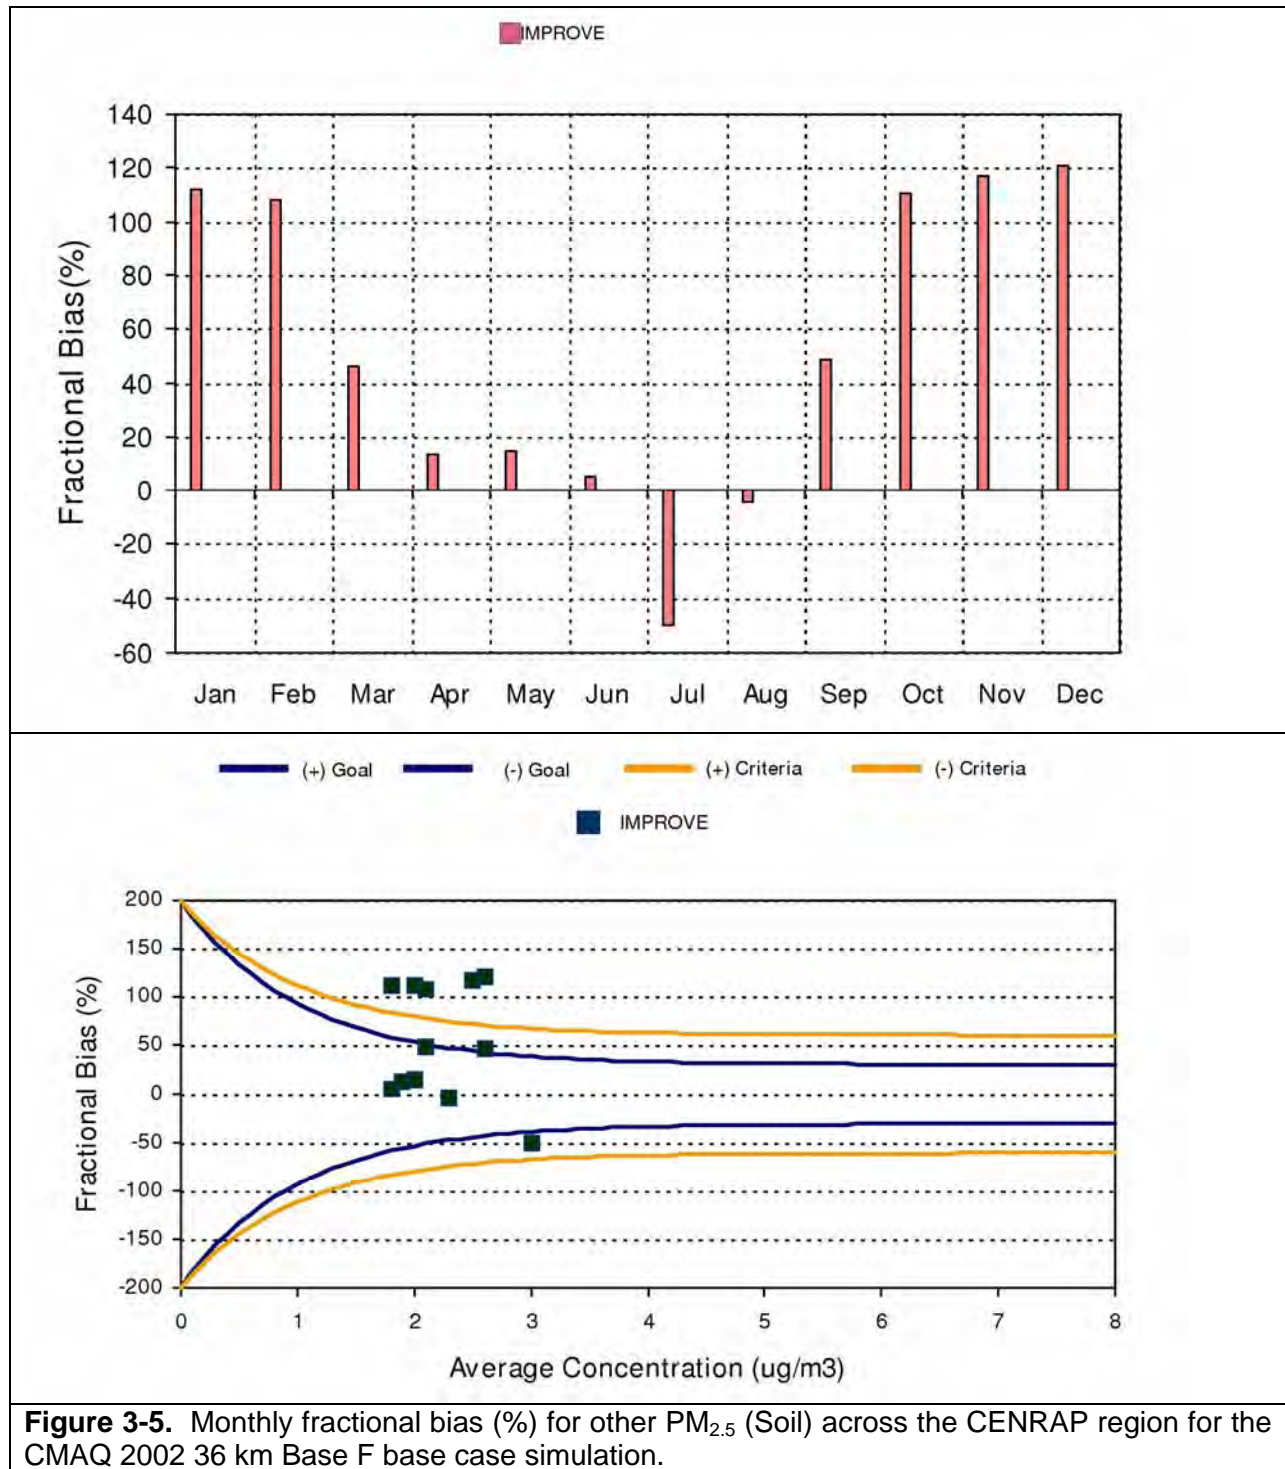 IMPROVE
140
120
100
80
60
40
20
0
-20
-40
-60
Fractional Bias(%)
Jan Feb Mar Apr May Jun Jul Aug Sep Oct Nov Dec
(+) Goal (-) Goal (+) Criteria (-) Criteria
IMPROVE
200
150
100
50
0
-50
-100
-150
-200
Fractional Bias (%)
0 1 2 3 4 5 6 7 8
Average Concentration (ug/m3)
Figure 3-5. Monthly fractional bias (%) for other PM2.5 (Soil) across the CENRAP region for the
CMAQ 2002 36 km Base F base case simulation.